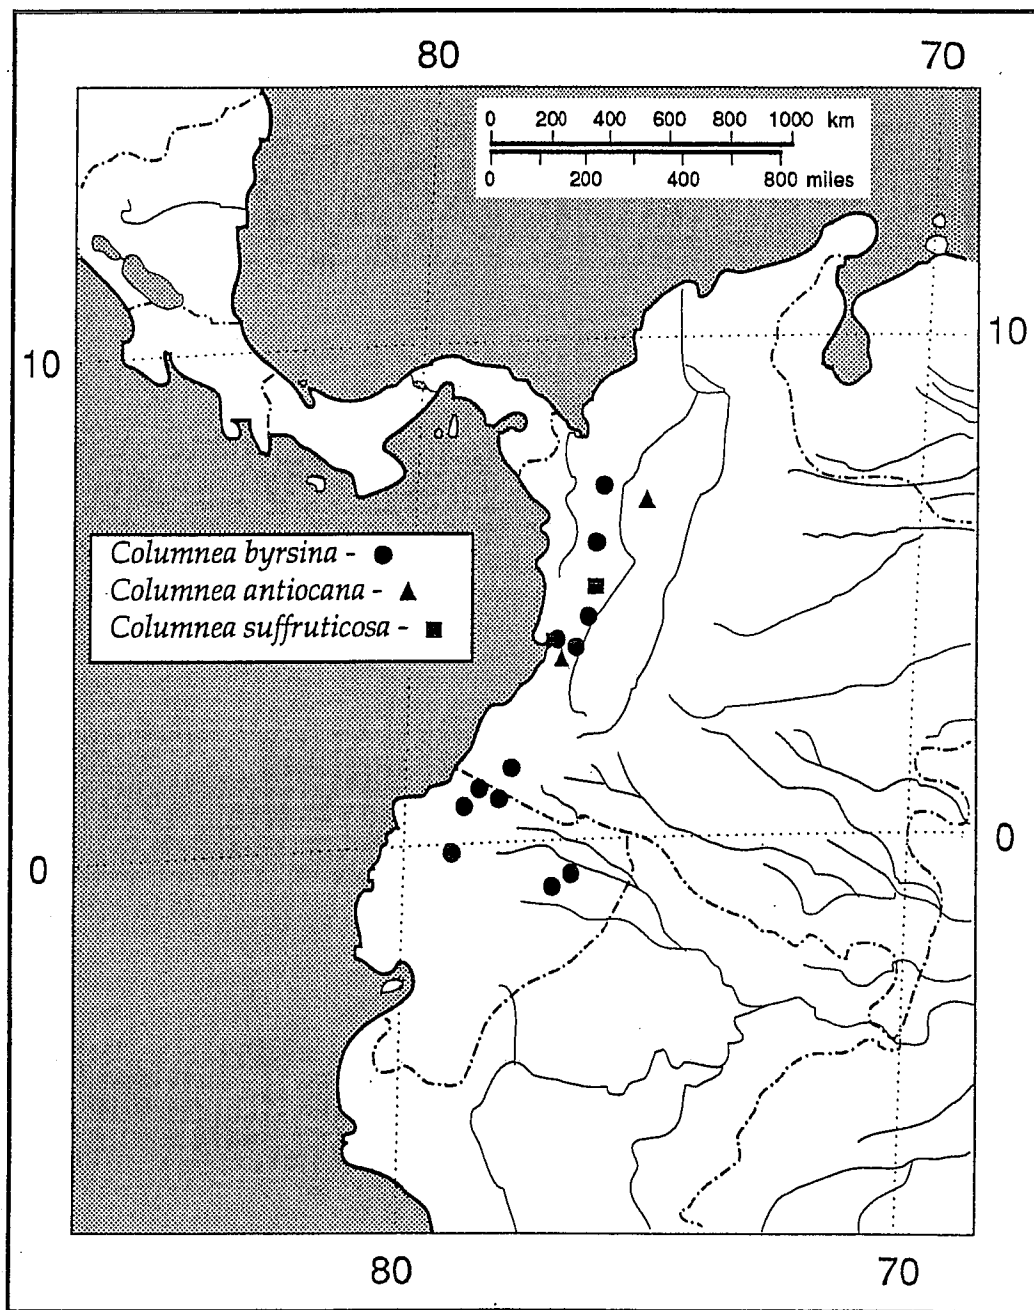 80 70
0 200 400 600 800 1000 km
0 200 400 800 miles
10 10
Columnea byrsina -
Columnea antiocana -
Columnea suffruticosa -
0 0
80 70